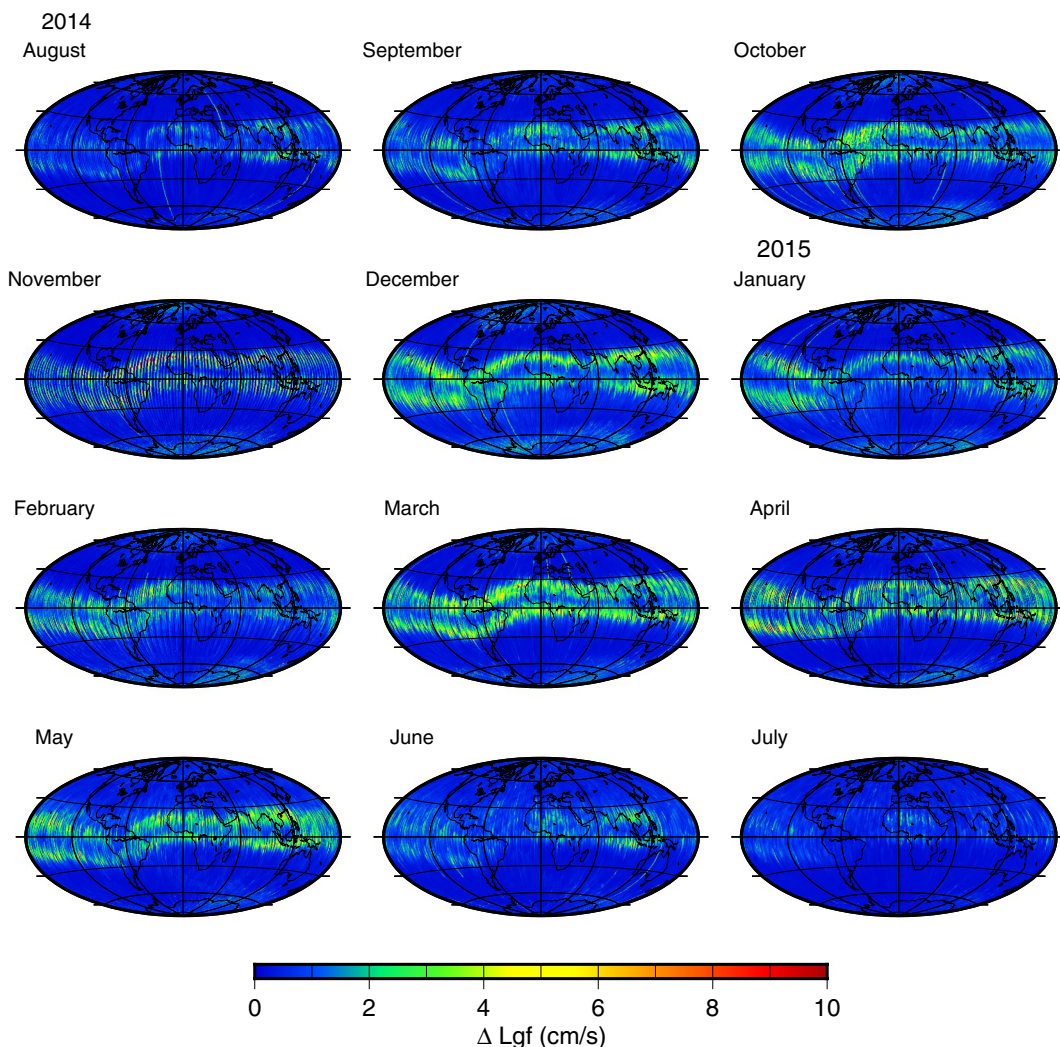 2014
August
September
October
2015
November
December
January
February
March
April
May
June
July
0 2 4 6 8 10
Δ Lgf (cm/s)